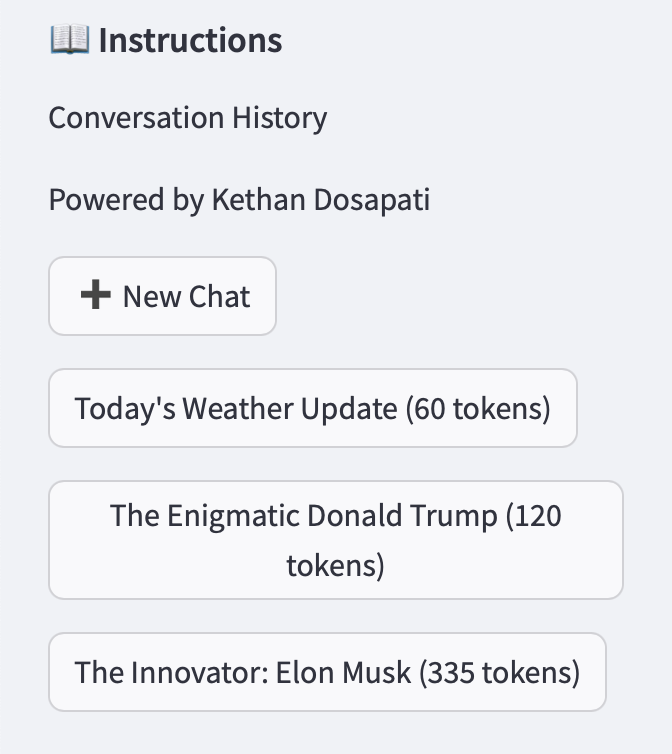 📖 Instructions
Conversation History
Powered by Kethan Dosapati
➕ New Chat
Today's Weather Update (60 tokens)
The Enigmatic Donald Trump (120
tokens)
The Innovator: Elon Musk (335 tokens)